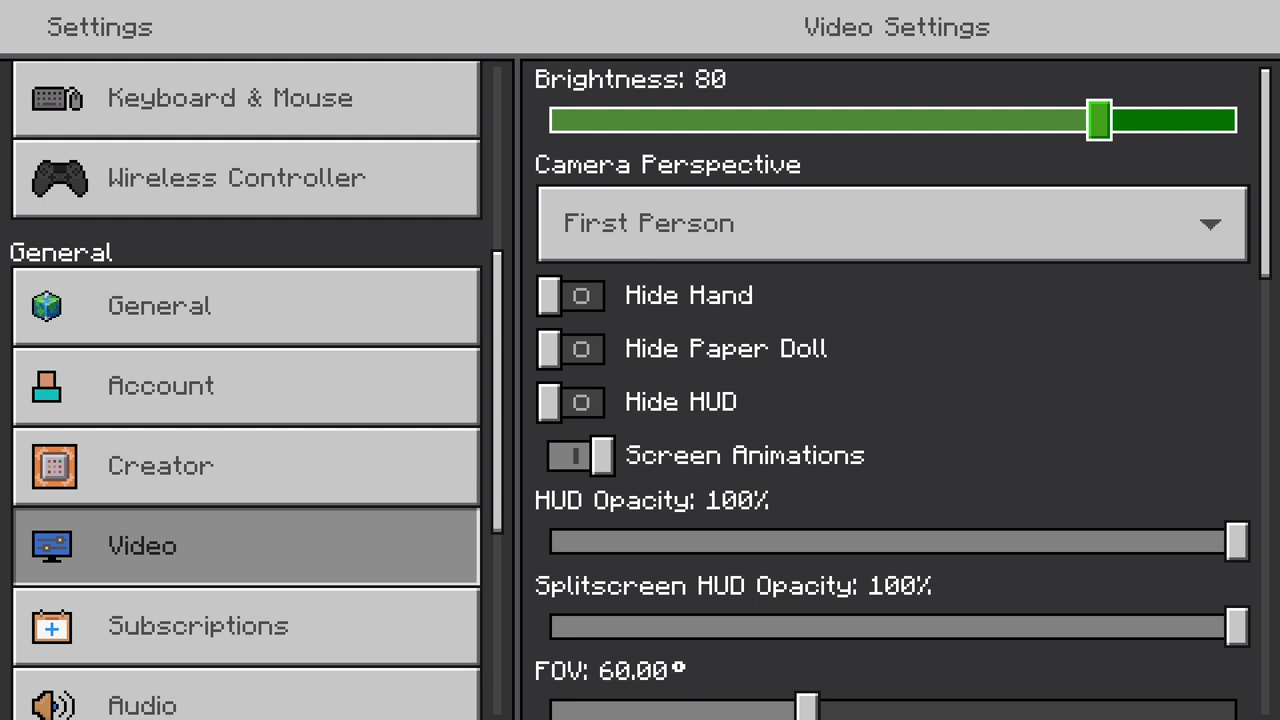 Settings
Video Settings
Keyboard & Mouse
Wireless Controller
General
General
Account
Creator
Video
Subscriptions
Audio
Brightness: 80
Camera Perspective
First Person
Hide Hand
Hide Paper Doll
Hide HUD
Screen Animations
HUD Opacity: 100%
Splitscreen HUD Opacity: 100%
FOV: 60.00°